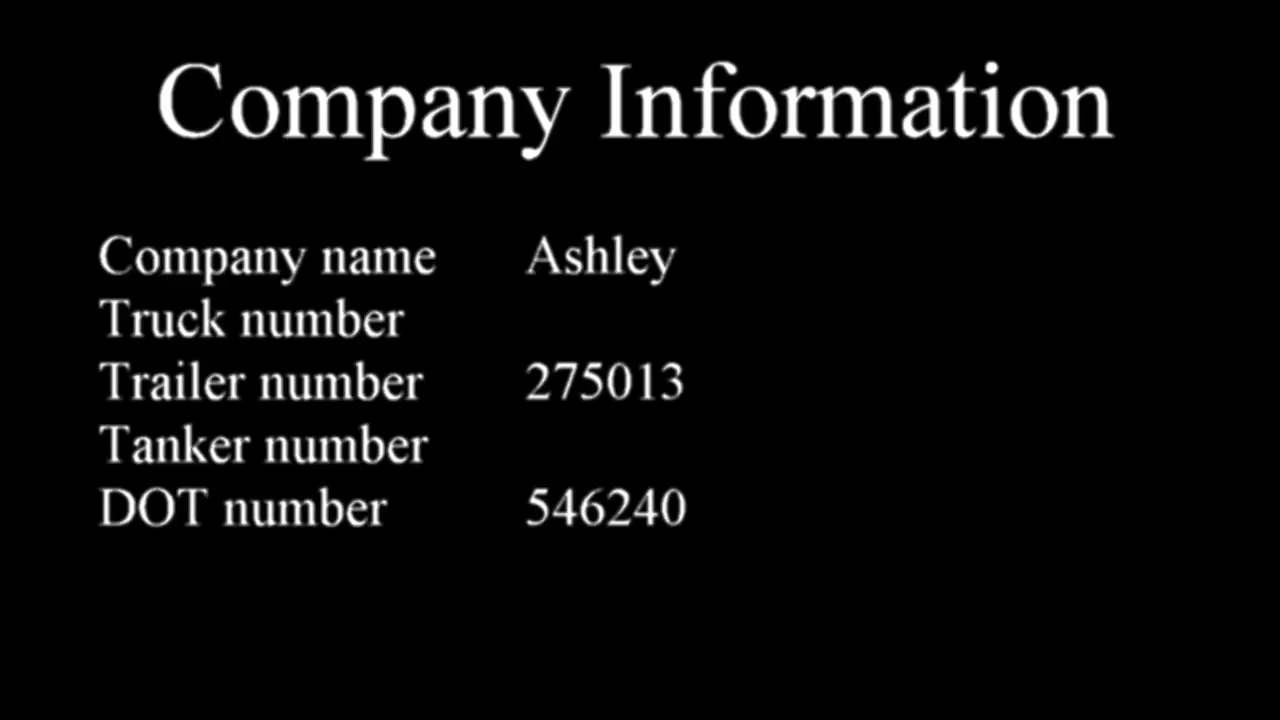 Company Information
Company name Ashley
Truck number
Trailer number 275013
Tanker number
DOT number 546240